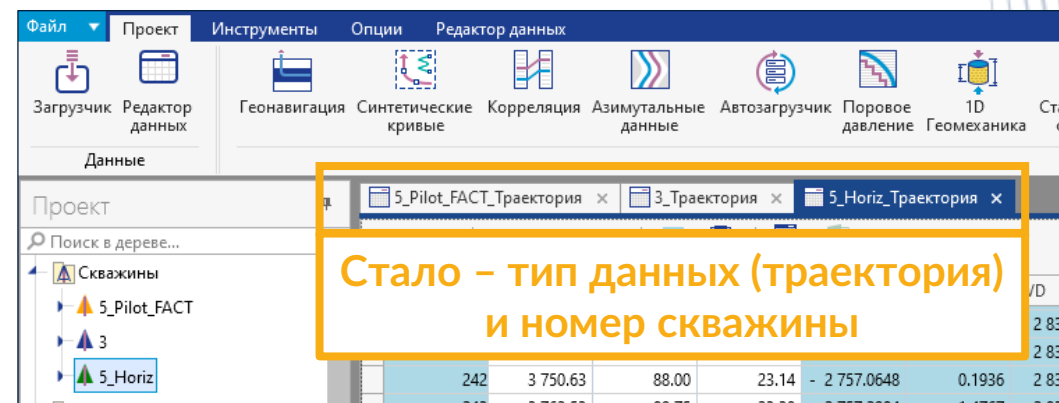 Файл Проект Инструменты Опции Редактор данных
Загрузчик Редактор данных Геонавигация Синтетические кривые Корреляция Азимутальные данные Автозагрузчик Поровое давление 1D Геомеханика
Данные
5_Pilot_FACT_Траектория × 3_Траектория × 5_Horiz_Траектория ×
Проект
Поиск в дереве...
Скважины
5_Pilot_FACT
3
5_Horiz
Стало – тип данных (траектория)
и номер скважины
242 3 750.63 88.00 23.14 - 2 757.0648 0.1936 2 83